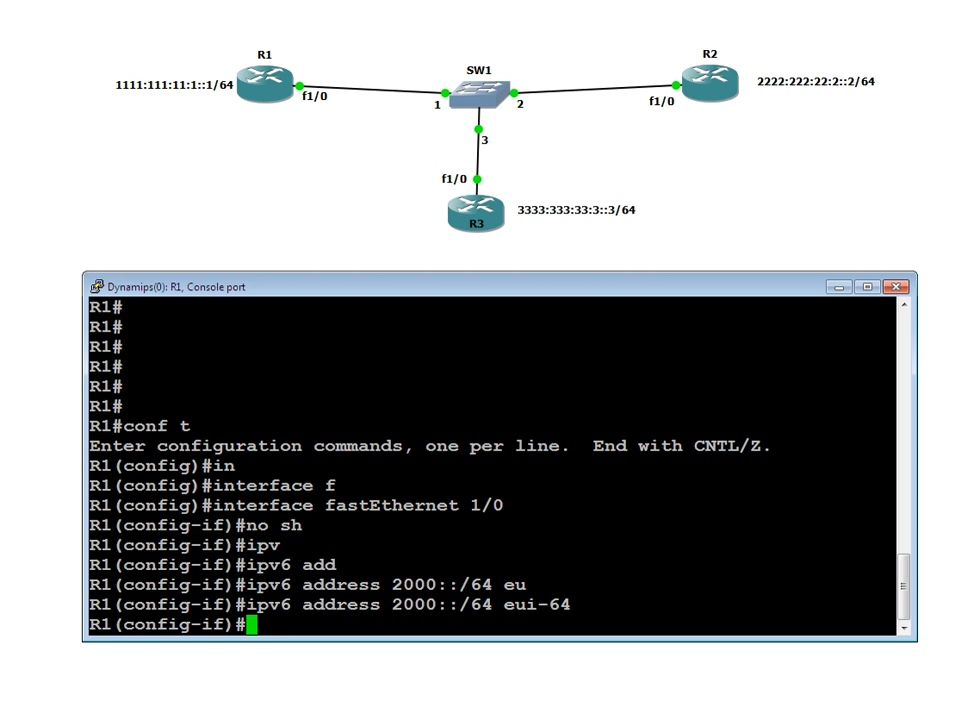 R1
R2
SW1
1111:111:11:1::1/64
2222:222:22:2::2/64
f1/0
1
2
f1/0
3
f1/0
R3
3333:333:33:3::3/64
Dynamips(0): R1, Console port
R1#
R1#
R1#
R1#
R1#
R1#
R1#conf t
Enter configuration commands, one per line.  End with CNTL/Z.
R1(config)#in
R1(config)#interface f
R1(config)#interface fastEthernet 1/0
R1(config-if)#no sh
R1(config-if)#ipv
R1(config-if)#ipv6 add
R1(config-if)#ipv6 address 2000::/64 eu
R1(config-if)#ipv6 address 2000::/64 eui-64
R1(config-if)#